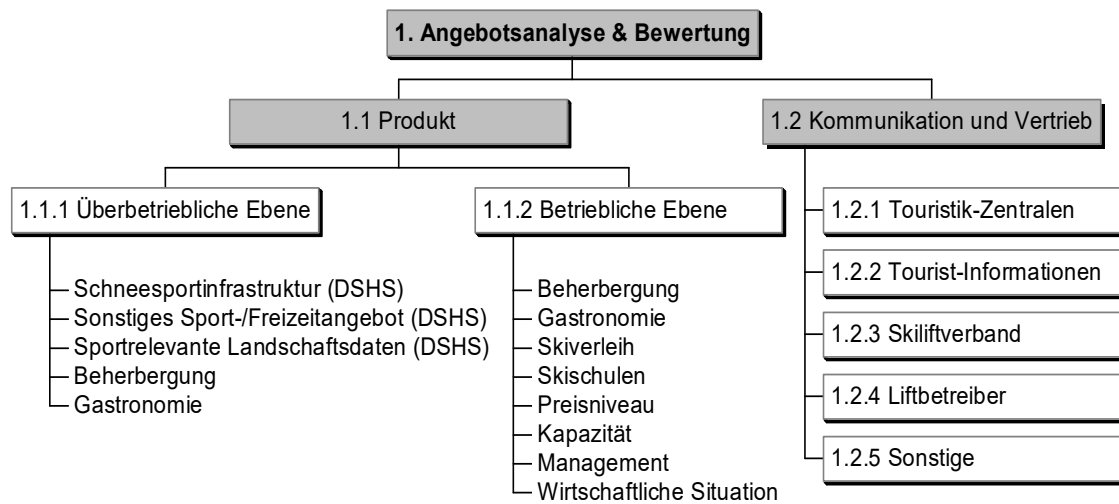 1. Angebotsanalyse & Bewertung
1.1 Produkt
1.2 Kommunikation und Vertrieb
1.1.1 Überbetriebliche Ebene
Schneesportinfrastruktur (DSHS)
Sonstiges Sport-/Freizeitangebot (DSHS)
Sportrelevante Landschaftsdaten (DSHS)
Beherbergung
Gastronomie
1.1.2 Betriebliche Ebene
Beherbergung
Gastronomie
Skiverleih
Skischulen
Preisniveau
Kapazität
Management
Wirtschaftliche Situation
1.2.1 Touristik-Zentralen
1.2.2 Tourist-Informationen
1.2.3 Skiliftverband
1.2.4 Liftbetreiber
1.2.5 Sonstige